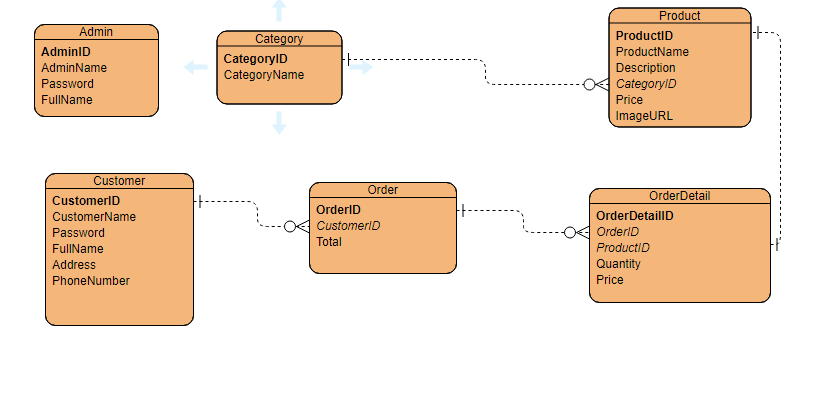 Admin
AdminID
AdminName
Password
FullName
Category
CategoryID
CategoryName
Product
ProductID
ProductName
Description
CategoryID
Price
ImageURL
Customer
CustomerID
CustomerName
Password
FullName
Address
PhoneNumber
Order
OrderID
CustomerID
Total
OrderDetail
OrderDetailID
OrderID
ProductID
Quantity
Price